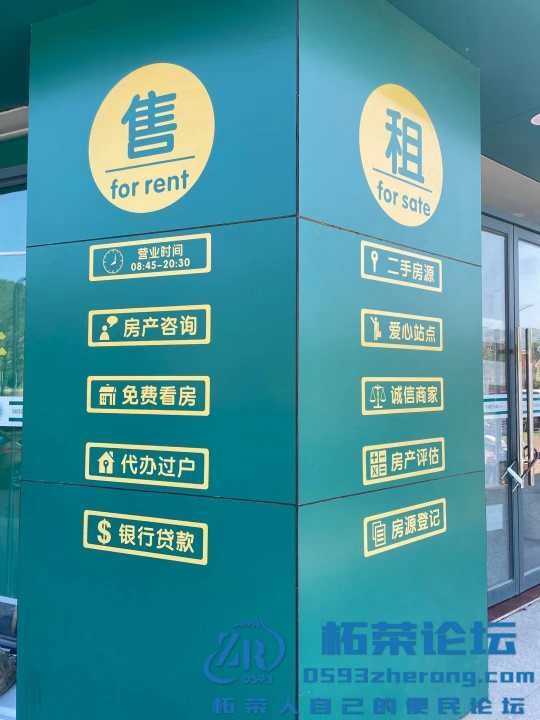 售
for rent
营业时间
08:45-20:30
房产咨询
免费看房
代办过户
$ 银行贷款
租
for sate
二手房源
爱心站点
诚信商家
房产评估
房源登记
ZR
0593
柘荣论坛
0593zherong.com
柘荣人自己的便民论坛